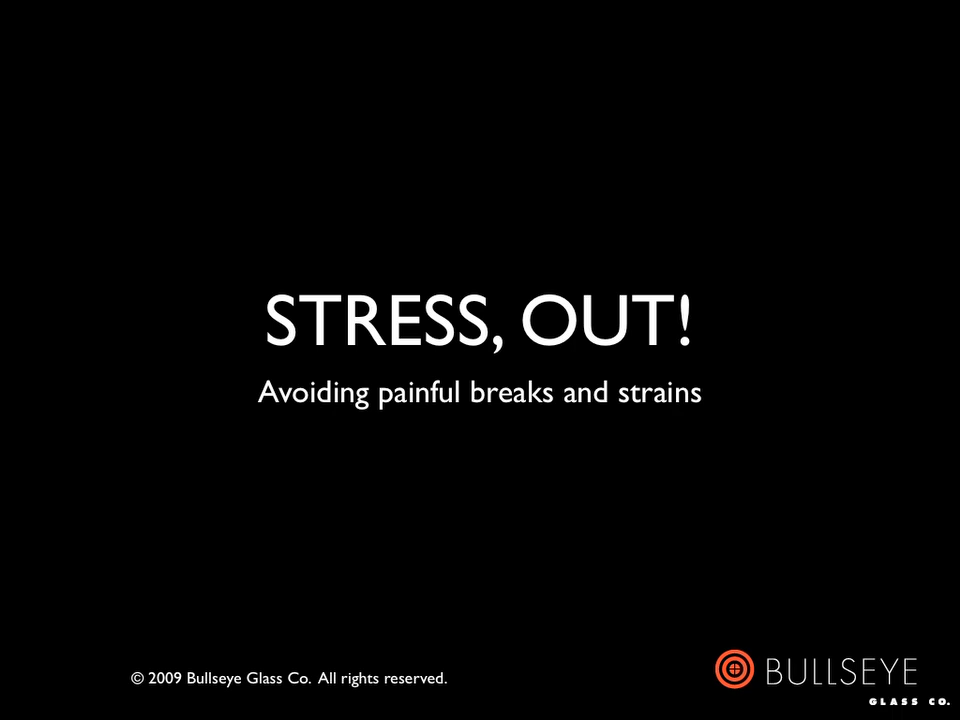 STRESS, OUT!
Avoiding painful breaks and strains
© 2009 Bullseye Glass Co. All rights reserved.
BULLSEYE
GLASS CO.